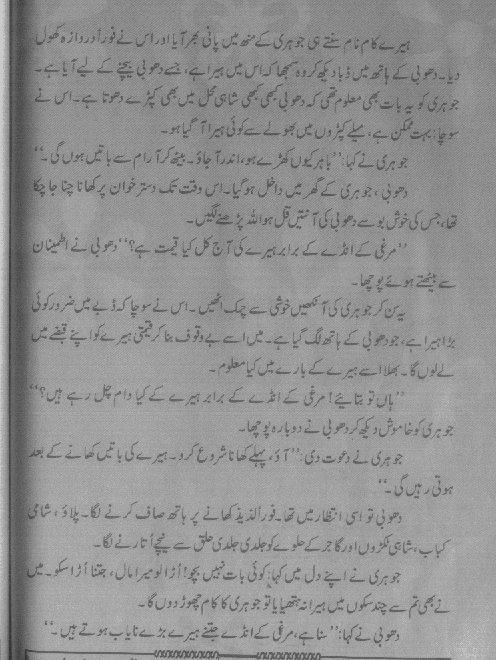 ہیرے کا نام سنتے ہی جوہری کے منھ میں پانی بھر آیا اور اس نے فوراً دروازہ کھول
دیا۔ دھوبی کے ہاتھ میں ڈبا دیکھ کر وہ سمجھا کہ اس میں ہیرا ہے، جسے دھوبی بیچنے کے لیے آیا ہے۔
جوہری کو یہ بات بھی معلوم تھی کہ دھوبی کبھی کبھی شاہی محل میں بھی کپڑے دھوتا ہے۔ اس نے
سوچا: بہت ممکن ہے، میلے کپڑوں میں بھولے سے کوئی ہیرا آ گیا ہو۔
جوہری نے کہا: ”باہر کیوں کھڑے ہو، اندر آ جاؤ۔ بیٹھ کر آرام سے باتیں ہوں گی۔“
دھوبی، جوہری کے گھر میں داخل ہو گیا۔ اس وقت تک دسترخوان پر کھانا چنا جا چکا
تھا، جس کی خوش بو سے دھوبی کی آنتیں قل ہو اللہ پڑھنے لگیں۔
”مرغی کے انڈے کے برابر ہیرے کی آج کل کیا قیمت ہے؟“ دھوبی نے اطمینان
سے بیٹھتے ہوئے پوچھا۔
یہ سن کر جوہری کی آنکھیں خوشی سے چمک اٹھیں۔ اس نے سوچا کہ ڈبے میں ضرور کوئی
بڑا ہیرا ہے، جو دھوبی کے ہاتھ لگ گیا ہے۔ میں اسے بے وقوف بنا کر قیمتی ہیرے کو اپنے قبضے میں
لے لوں گا۔ بھلا اسے ہیرے کے بارے میں کیا معلوم۔
”ہاں تو بتائیے! مرغی کے انڈے کے برابر ہیرے کے کیا دام چل رہے ہیں؟“
جوہری کو خاموش دیکھ کر دھوبی نے دوبارہ پوچھا۔
جوہری نے دعوت دی: ”آؤ، پہلے کھانا شروع کرو۔ ہیرے کی باتیں کھانے کے بعد
ہوتی رہیں گی۔“
دھوبی تو اسی انتظار میں تھا۔ فوراً لذیذ کھانے پر ہاتھ صاف کرنے لگا۔ پلاؤ، شامی
کباب، شاہی ٹکڑوں اور گاجر کے حلوے کو جلدی جلدی حلق سے نیچے اُتارنے لگا۔
جوہری نے اپنے دل میں کہا: کوئی بات نہیں بچو! اُڑا لو میرا مال، جتنا اُڑا سکو۔ میں
نے بھی تم سے چند سکوں میں ہیرا نہ ہتھیایا تو جوہری کا کام چھوڑ دوں گا۔
دھوبی نے کہا: ”سنا ہے، مرغی کے انڈے جتنے ہیرے بڑے نایاب ہوتے ہیں۔“